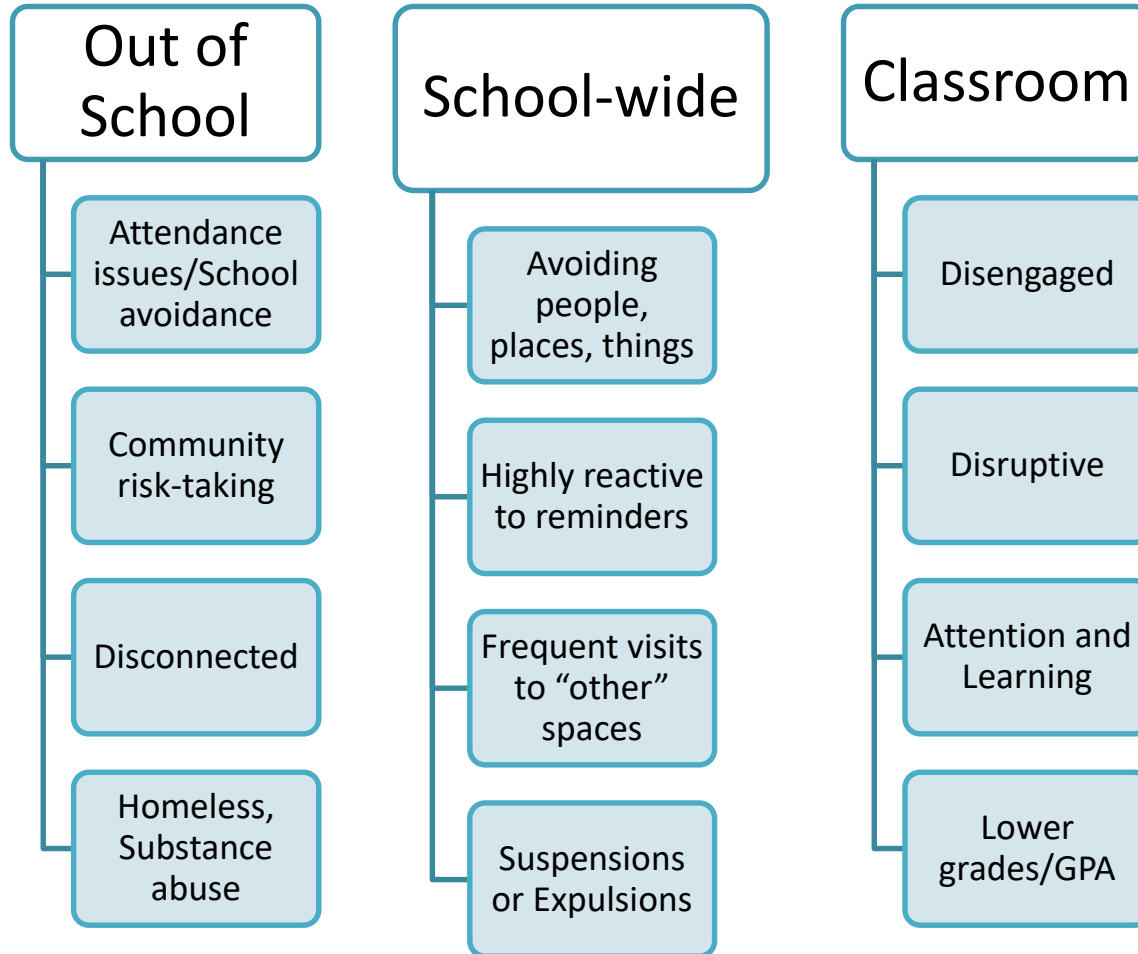 Out of
School
Attendance
issues/School
avoidance
Community
risk-taking
Disconnected
Homeless,
Substance
abuse
School-wide
Avoiding
people,
places, things
Highly reactive
to reminders
Frequent visits
to “other”
spaces
Suspensions
or Expulsions
Classroom
Disengaged
Disruptive
Attention and
Learning
Lower
grades/GPA